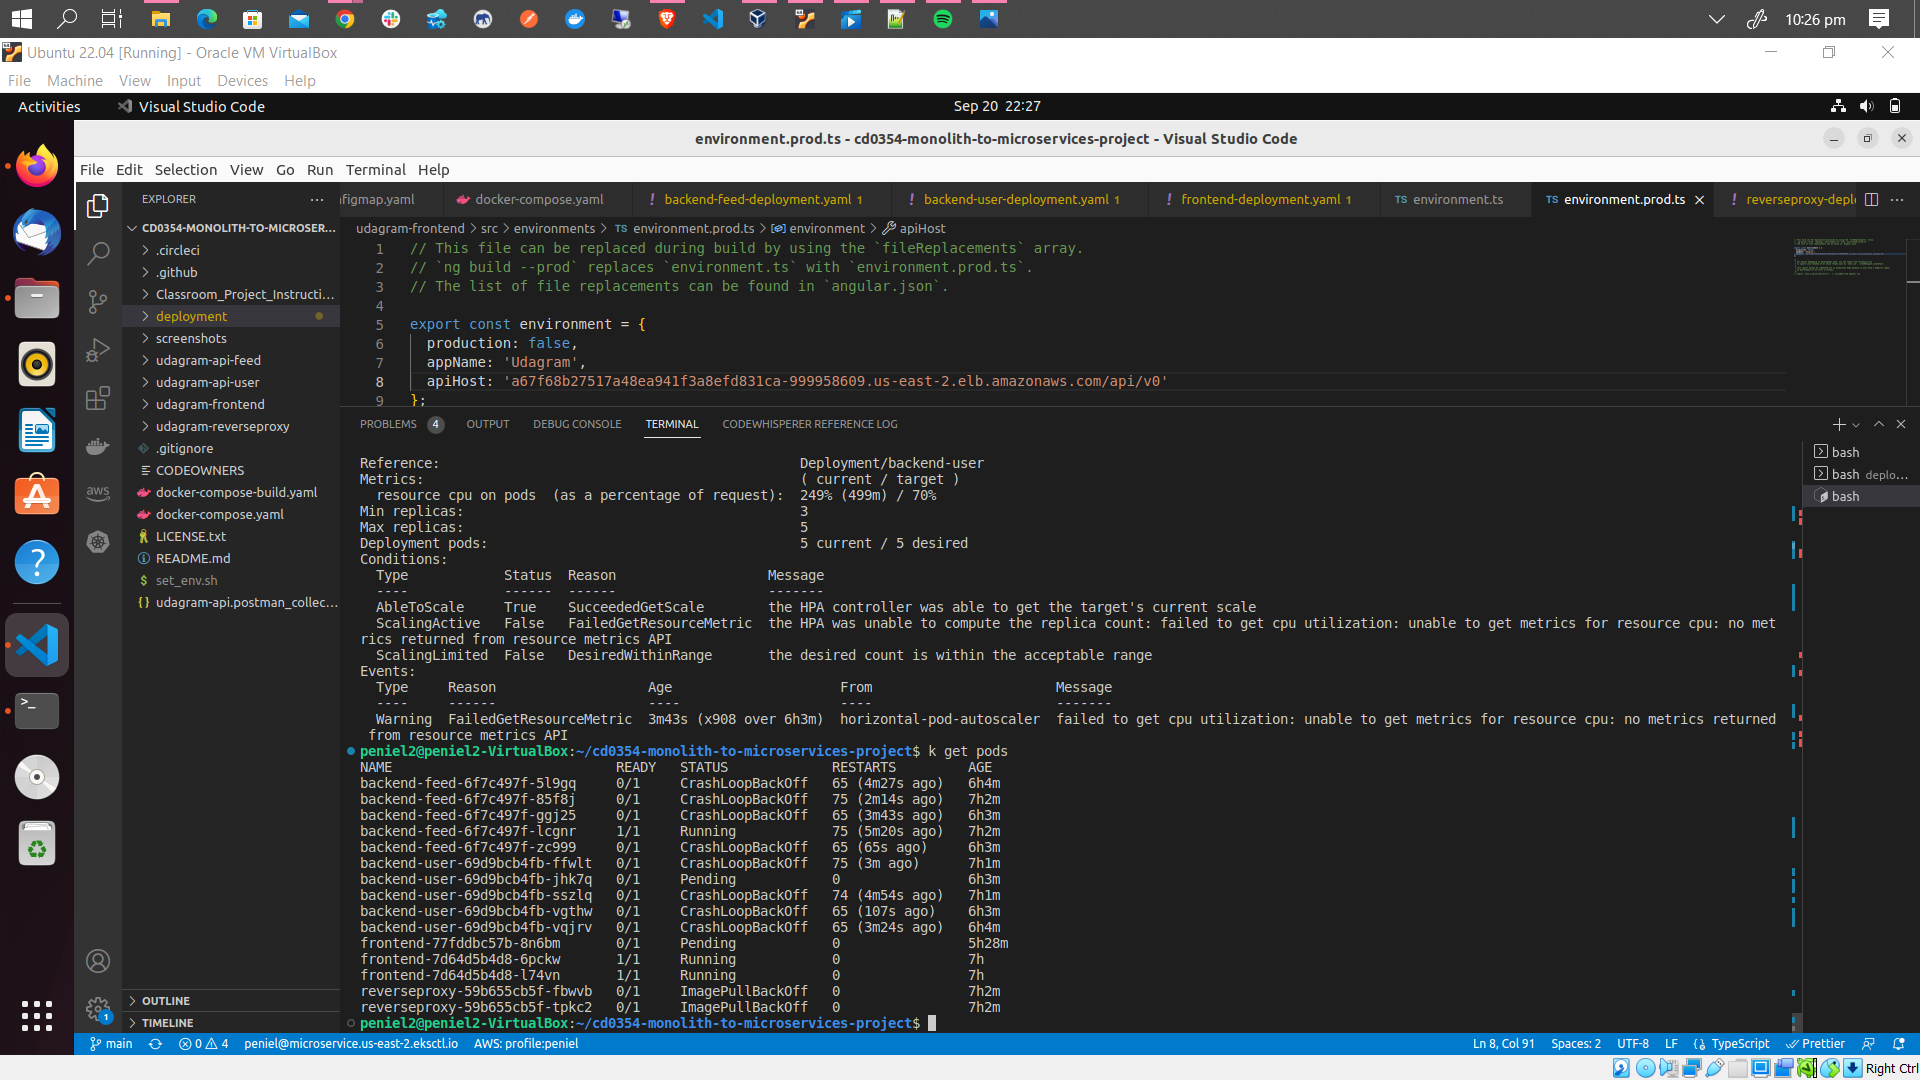 10:26 pm
Ubuntu 22.04 [Running] - Oracle VM VirtualBox
File Machine View Input Devices Help
Activities Visual Studio Code Sep 20 22:27
environment.prod.ts - cd0354-monolith-to-microservices-project - Visual Studio Code
File Edit Selection View Go Run Terminal Help
EXPLORER
nfigmap.yaml docker-compose.yaml ! backend-feed-deployment.yaml 1 ! backend-user-deployment.yaml 1 ! frontend-deployment.yaml 1 TS environment.ts TS environment.prod.ts ! reverseproxy-deplo
CD0354-MONOLITH-TO-MICROSER...
.circleci
.github
Classroom_Project_Instructi...
deployment
screenshots
udagram-api-feed
udagram-api-user
udagram-frontend
udagram-reverseproxy
.gitignore
CODEOWNERS
docker-compose-build.yaml
docker-compose.yaml
LICENSE.txt
README.md
$ set_env.sh
{} udagram-api.postman_collec...
OUTLINE
TIMELINE
aws
1
udagram-frontend > src > environments > TS environment.prod.ts > environment > apiHost
1 // This file can be replaced during build by using the `fileReplacements` array.
2 // `ng build --prod` replaces `environment.ts` with `environment.prod.ts`.
3 // The list of file replacements can be found in `angular.json`.
4
5 export const environment = {
6 production: false,
7 appName: 'Udagram',
8 apiHost: 'a67f68b27517a48ea941f3a8efd831ca-999958609.us-east-2.elb.amazonaws.com/api/v0'
9 };
PROBLEMS 4 OUTPUT DEBUG CONSOLE TERMINAL CODEWHISPERER REFERENCE LOG
bash
bash deplo...
bash
Reference: Deployment/backend-user
Metrics: ( current / target )
resource cpu on pods (as a percentage of request): 249% (499m) / 70%
Min replicas: 3
Max replicas: 5
Deployment pods: 5 current / 5 desired
Conditions:
Type Status Reason Message
---- ------ ------ -------
AbleToScale True SucceededGetScale the HPA controller was able to get the target's current scale
ScalingActive False FailedGetResourceMetric the HPA was unable to compute the replica count: failed to get cpu utilization: unable to get metrics for resource cpu: no met
rics returned from resource metrics API
ScalingLimited False DesiredWithinRange the desired count is within the acceptable range
Events:
Type Reason Age From Message
---- ------ ---- ---- -------
Warning FailedGetResourceMetric 3m43s (x908 over 6h3m) horizontal-pod-autoscaler failed to get cpu utilization: unable to get metrics for resource cpu: no metrics returned
from resource metrics API
peniel2@peniel2-VirtualBox:~/cd0354-monolith-to-microservices-project$ k get pods
NAME READY STATUS RESTARTS AGE
backend-feed-6f7c497f-5l9gq 0/1 CrashLoopBackOff 65 (4m27s ago) 6h4m
backend-feed-6f7c497f-85f8j 0/1 CrashLoopBackOff 75 (2m14s ago) 7h2m
backend-feed-6f7c497f-ggj25 0/1 CrashLoopBackOff 65 (3m43s ago) 6h3m
backend-feed-6f7c497f-lcgnr 1/1 Running 75 (5m20s ago) 7h2m
backend-feed-6f7c497f-zc999 0/1 CrashLoopBackOff 65 (65s ago) 6h3m
backend-user-69d9bcb4fb-ffwlt 0/1 CrashLoopBackOff 75 (3m ago) 7h1m
backend-user-69d9bcb4fb-jhk7q 0/1 Pending 0 6h3m
backend-user-69d9bcb4fb-sszlq 0/1 CrashLoopBackOff 74 (4m54s ago) 7h1m
backend-user-69d9bcb4fb-vgthw 0/1 CrashLoopBackOff 65 (107s ago) 6h3m
backend-user-69d9bcb4fb-vqjrv 0/1 CrashLoopBackOff 65 (3m24s ago) 6h4m
frontend-77fddbc57b-8n6bm 0/1 Pending 0 5h28m
frontend-7d64d5b4d8-6pckw 1/1 Running 0 7h
frontend-7d64d5b4d8-l74vn 1/1 Running 0 7h
reverseproxy-59b655cb5f-fbwvb 0/1 ImagePullBackOff 0 7h2m
reverseproxy-59b655cb5f-tpkc2 0/1 ImagePullBackOff 0 7h2m
peniel2@peniel2-VirtualBox:~/cd0354-monolith-to-microservices-project$
main 0 4 peniel@microservice.us-east-2.eksctl.io AWS: profile:peniel Ln 8, Col 91 Spaces: 2 UTF-8 LF {} TypeScript Prettier
Right Ctrl